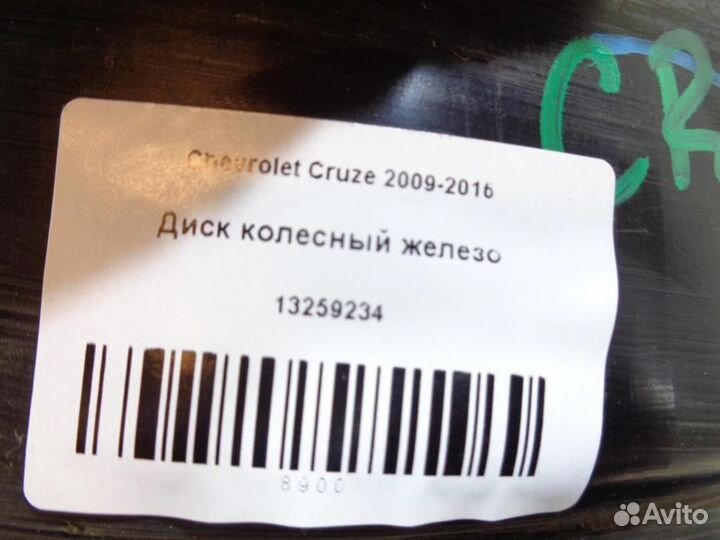 CR
Chevrolet Cruze 2009-2016
Диск колесный железо
13259234
8900
Avito